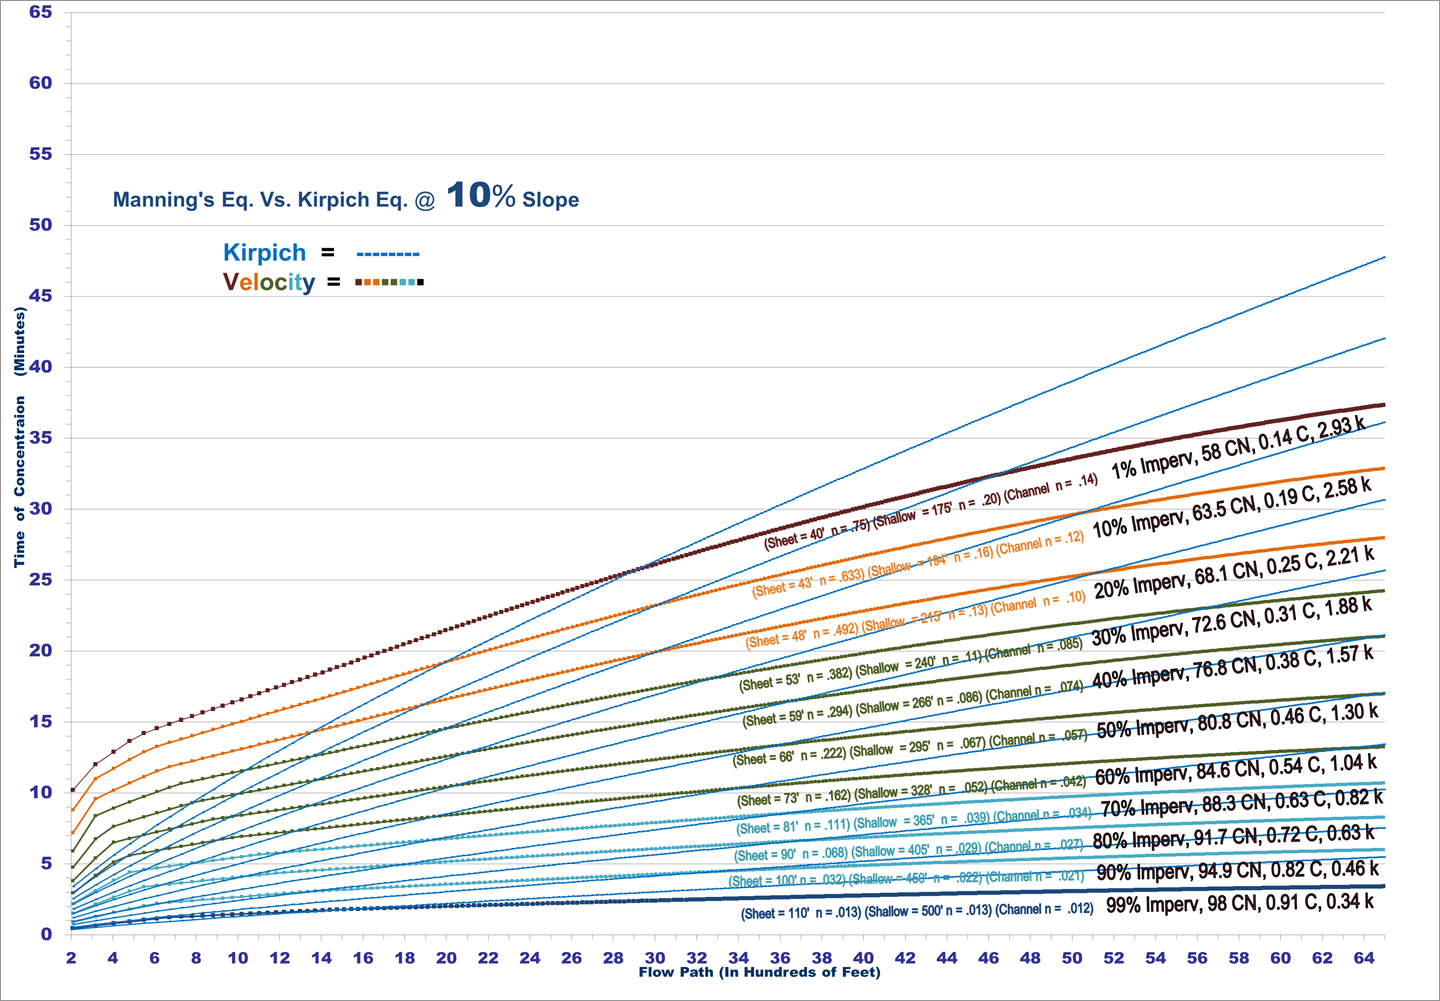 65
60
55
50
45
40
35
30
25
20
15
10
5
0
Time of Concentraion (Minutes)
Manning's Eq. Vs. Kirpich Eq. @ 10% Slope
Kirpich = --------
Velocity =
(Sheet = 40' n = .75) (Shallow = 175' n = .20) (Channel n = .14)
1% Imperv, 58 CN, 0.14 C, 2.93 k
(Sheet = 43' n = .633) (Shallow = 194' n = .16) (Channel n = .12)
10% Imperv, 63.5 CN, 0.19 C, 2.58 k
(Sheet = 48' n = .492) (Shallow = 215' n = .13) (Channel n = .10)
20% Imperv, 68.1 CN, 0.25 C, 2.21 k
(Sheet = 53' n = .382) (Shallow = 240' n = .11) (Channel n = .085)
30% Imperv, 72.6 CN, 0.31 C, 1.88 k
(Sheet = 59' n = .294) (Shallow = 266' n = .086) (Channel n = .074)
40% Imperv, 76.8 CN, 0.38 C, 1.57 k
(Sheet = 66' n = .222) (Shallow = 295' n = .067) (Channel n = .057)
50% Imperv, 80.8 CN, 0.46 C, 1.30 k
(Sheet = 73' n = .162) (Shallow = 328' n = .052) (Channel n = .042)
60% Imperv, 84.6 CN, 0.54 C, 1.04 k
(Sheet = 81' n = .111) (Shallow = 365' n = .039) (Channel n = .034)
70% Imperv, 88.3 CN, 0.63 C, 0.82 k
(Sheet = 90' n = .068) (Shallow = 405' n = .029) (Channel n = .027)
80% Imperv, 91.7 CN, 0.72 C, 0.63 k
(Sheet = 100' n = .032) (Shallow = 450' n = .022) (Channel n = .021)
90% Imperv, 94.9 CN, 0.82 C, 0.46 k
(Sheet = 110' n = .013) (Shallow = 500' n = .013) (Channel n = .012)
99% Imperv, 98 CN, 0.91 C, 0.34 k
2 4 6 8 10 12 14 16 18 20 22 24 26 28 30 32 34 36 38 40 42 44 46 48 50 52 54 56 58 60 62 64
Flow Path (In Hundreds of Feet)